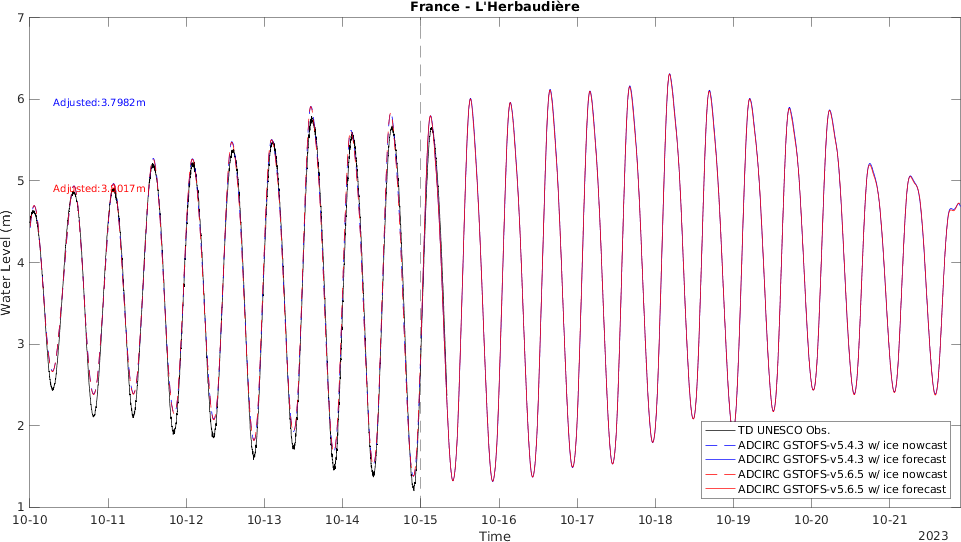 France - L'Herbaudière
7
6
5
4
3
2
1
Water Level (m)
Adjusted:3.7982m
10-10
10-11
10-12
10-13
10-14
10-15
10-16
10-17
10-18
10-19
10-20
10-21
Time
2023
TD UNESCO Obs.
ADCIRC GSTOFS-v5.4.3 w/ ice nowcast
ADCIRC GSTOFS-v5.4.3 w/ ice forecast
ADCIRC GSTOFS-v5.6.5 w/ ice nowcast
ADCIRC GSTOFS-v5.6.5 w/ ice forecast